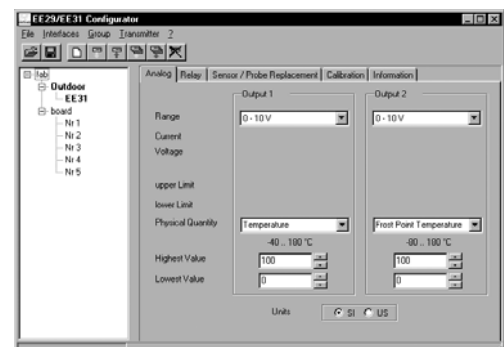 EE29/EE31 Configurator
File Interfaces Group Transmitter ?
lab
Outdoor
EE31
board
Nr 1
Nr 2
Nr 3
Nr 4
Nr 5
Analog Relay Sensor / Probe Replacement Calibration Information
Output 1 Output 2
Range 0 - 10 V 0 - 10 V
Current
Voltage
upper Limit
lower Limit
Physical Quantity Temperature Frost Point Temperature
-40 .. 180 °C -80 .. 180 °C
Highest Value 100 100
Lowest Value 0 0
Units SI US